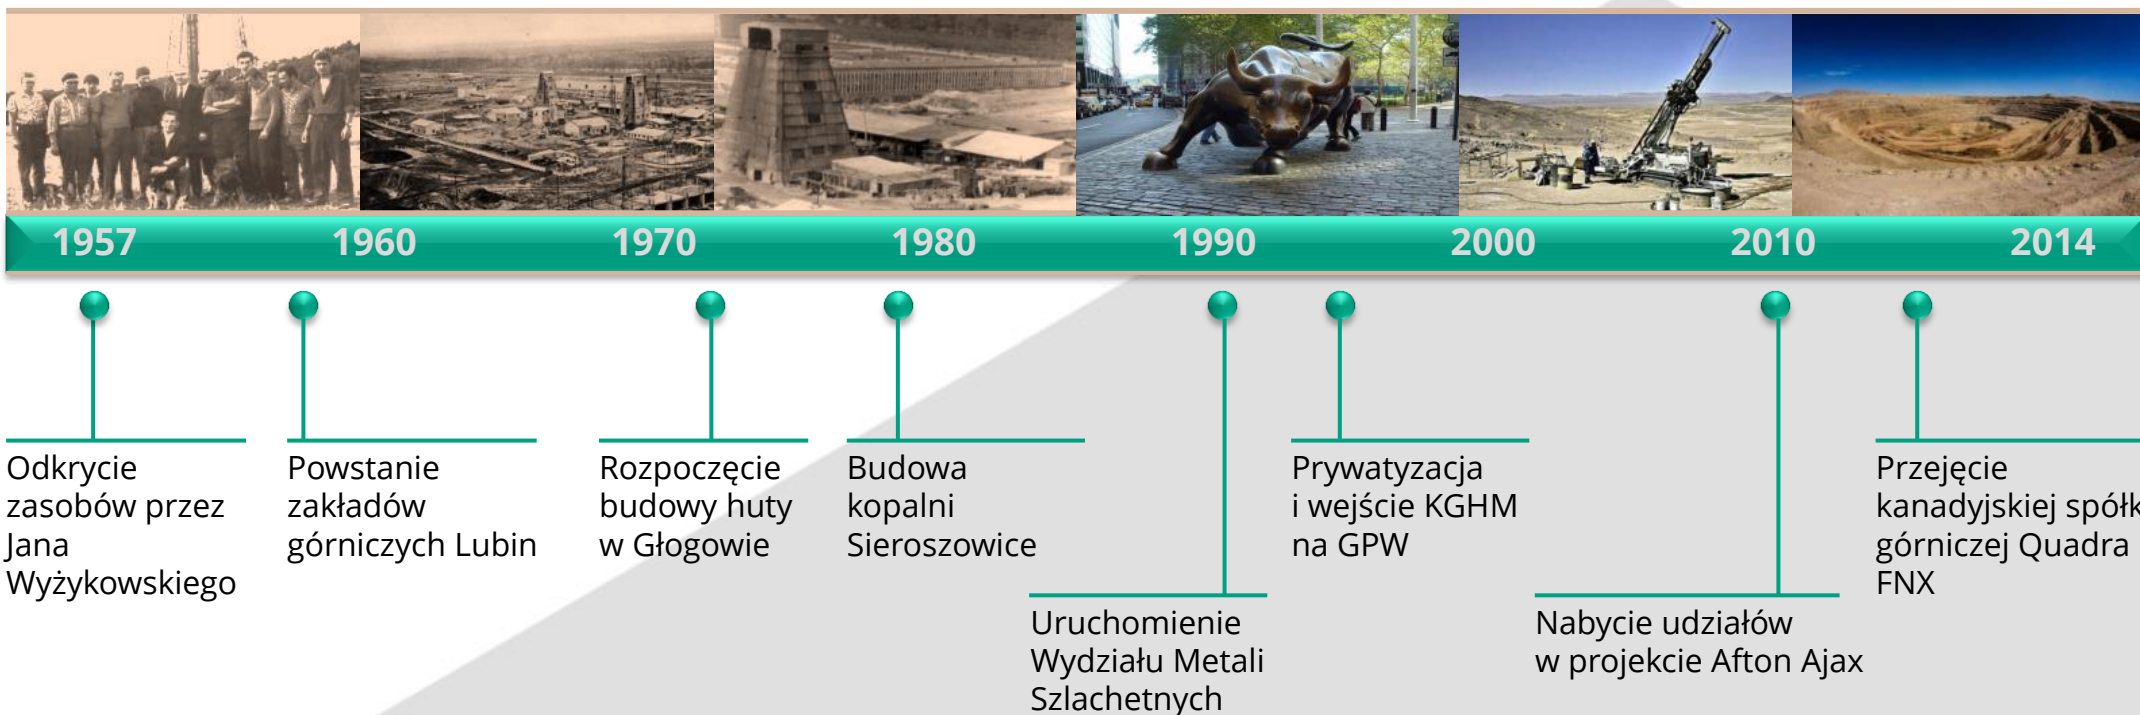 1957 1960 1970 1980 1990 2000 2010 2014
Odkrycie
zasobów przez
Jana
Wyżykowskiego
Powstanie
zakładów
górniczych Lubin
Rozpoczęcie
budowy huty
w Głogowie
Budowa
kopalni
Sieroszowice
Uruchomienie
Wydziału Metali
Szlachetnych
Prywatyzacja
i wejście KGHM
na GPW
Nabycie udziałów
w projekcie Afton Ajax
Przejęcie
kanadyjskiej spółk
górniczej Quadra
FNX